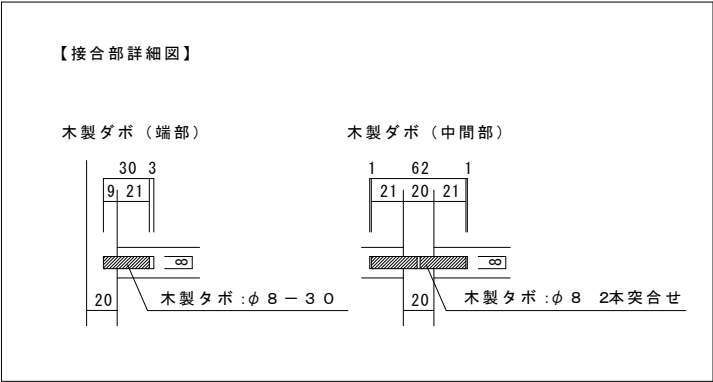 【接合部詳細図】
木製ダボ（端部）
木製ダボ（中間部）
30 3
9 21
8
20
木製タボ:φ８－３０
1 62 1
21 20 21
8
20
木製タボ:φ８ 2本突合せ